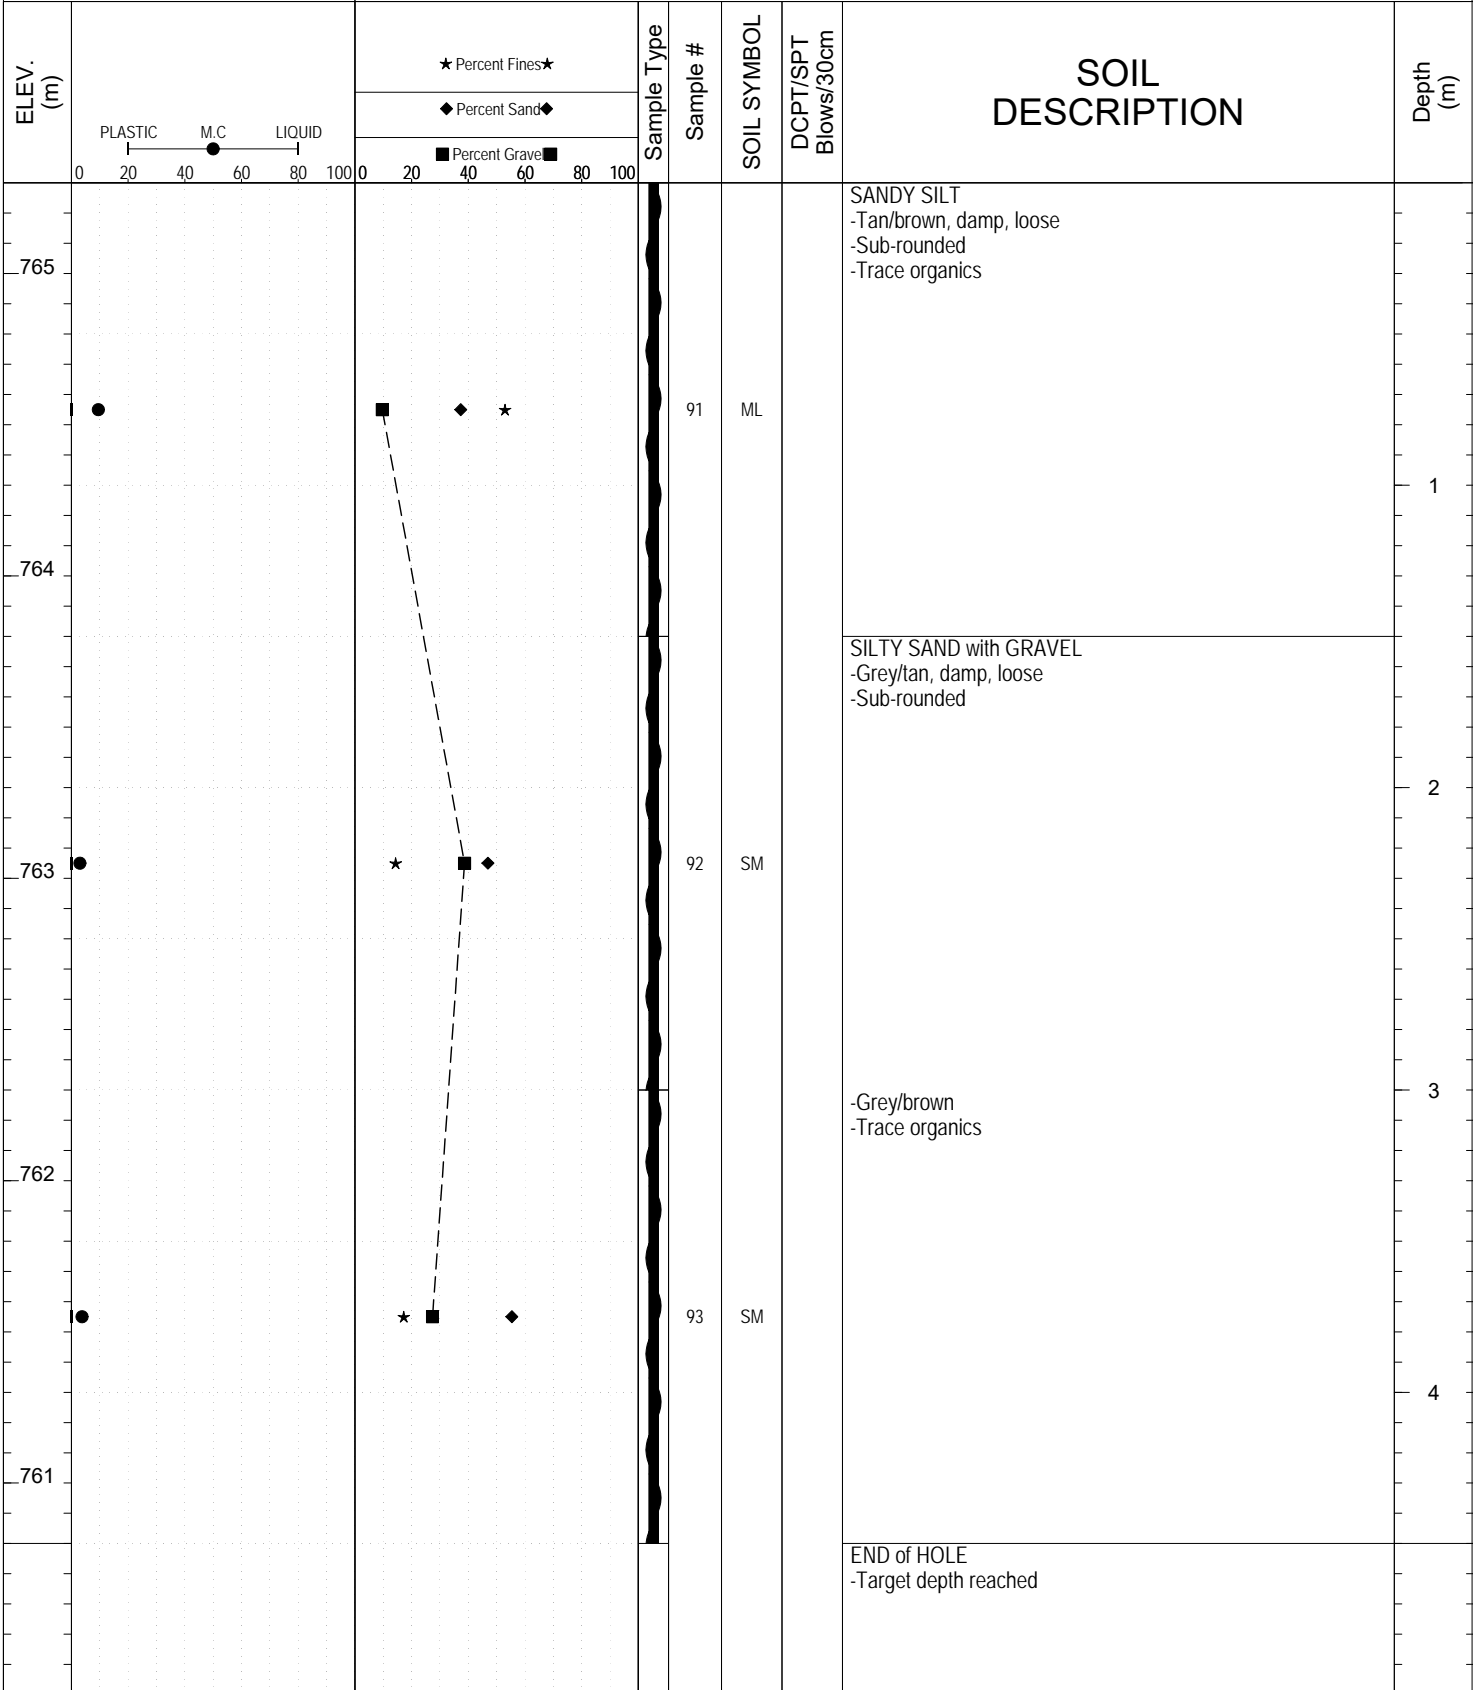 ELEV.
(m)
PLASTIC M.C LIQUID
0 20 40 60 80 100
★ Percent Fines ★
◆ Percent Sand ◆
■ Percent Gravel ■
0 20 40 60 80 100
Sample Type
Sample #
SOIL SYMBOL
DCPT/SPT
Blows/30cm
SOIL
DESCRIPTION
Depth
(m)
SANDY SILT
-Tan/brown, damp, loose
-Sub-rounded
765
-Trace organics
91 ML
1
764
SILTY SAND with GRAVEL
-Grey/tan, damp, loose
-Sub-rounded
2
763
92 SM
3
-Grey/brown
-Trace organics
762
93 SM
4
761
END of HOLE
-Target depth reached